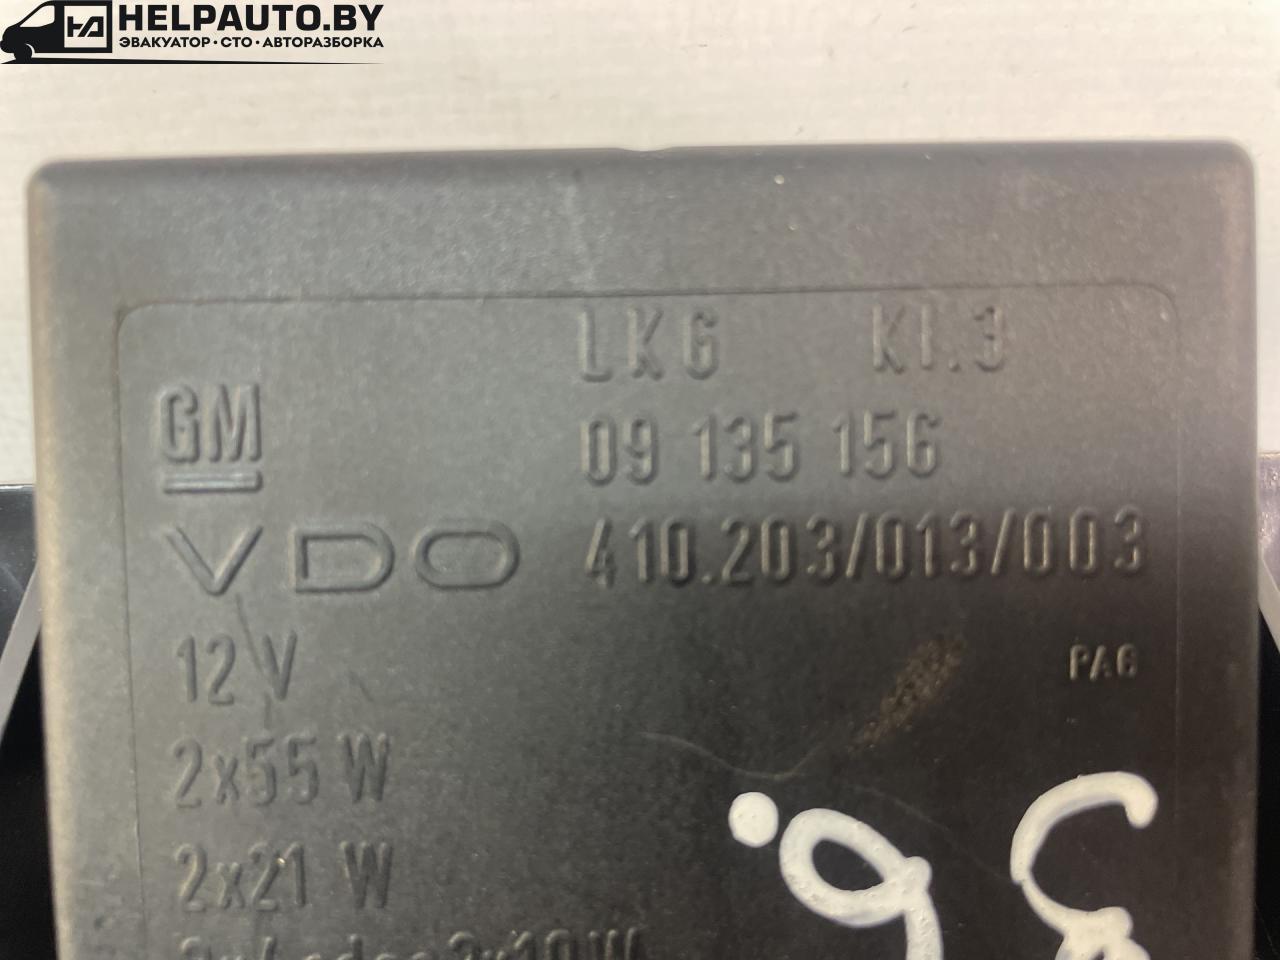 HELPAUTO.BY
ЭВАКУАТОР · СТО · АВТОРАЗБОРКА
LKG Kl.3
GM
09 135 156
VDO
410.203/013/003
12 V
PA6
2x55 W
2x21 W